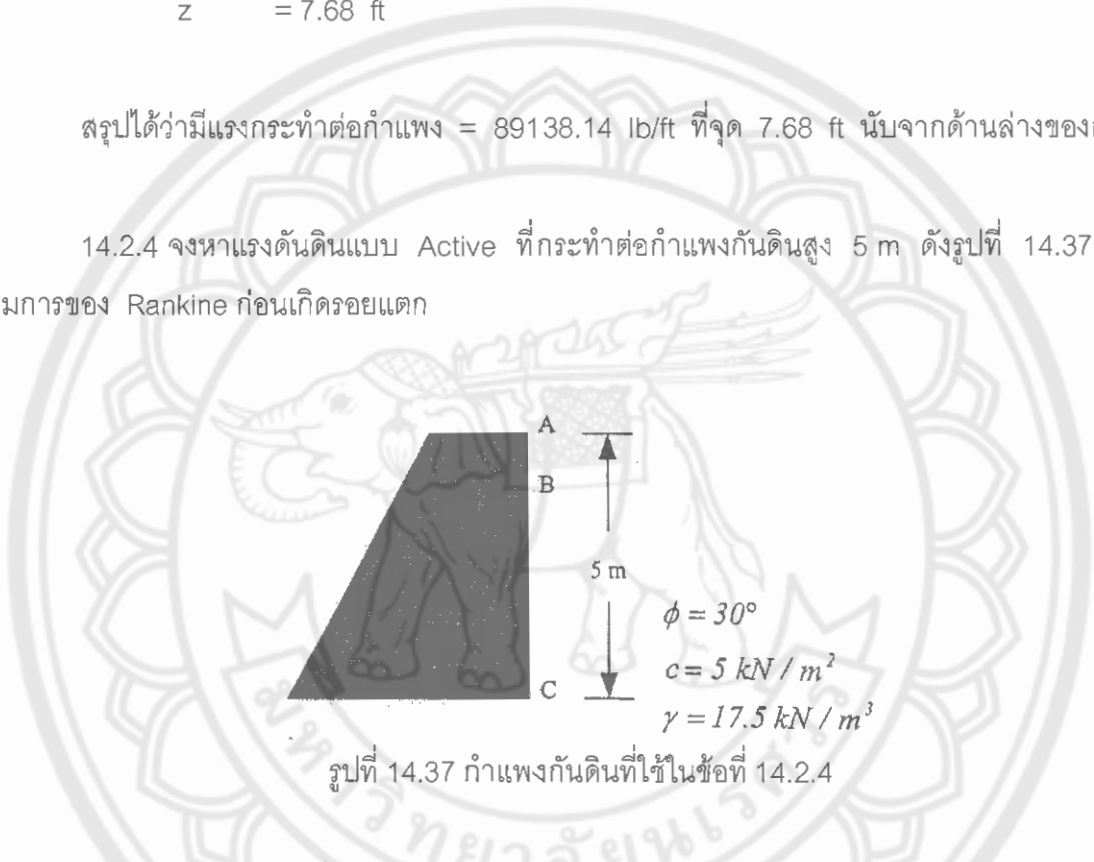 z = 7.68 ft
สรุปได้ว่ามีแรงกระทำต่อกำแพง = 89138.14 lb/ft ที่จุด 7.68 ft นับจากด้านล่างของ
14.2.4 จงหาแรงดันดินแบบ Active ที่กระทำต่อกำแพงกันดินสูง 5 m ดังรูปที่ 14.37
มการของ Rankine ก่อนเกิดรอยแตก
A
B
5 m
ϕ = 30°
c = 5 kN / m²
C
γ = 17.5 kN / m³
รูปที่ 14.37 กำแพงกันดินที่ใช้ในข้อที่ 14.2.4